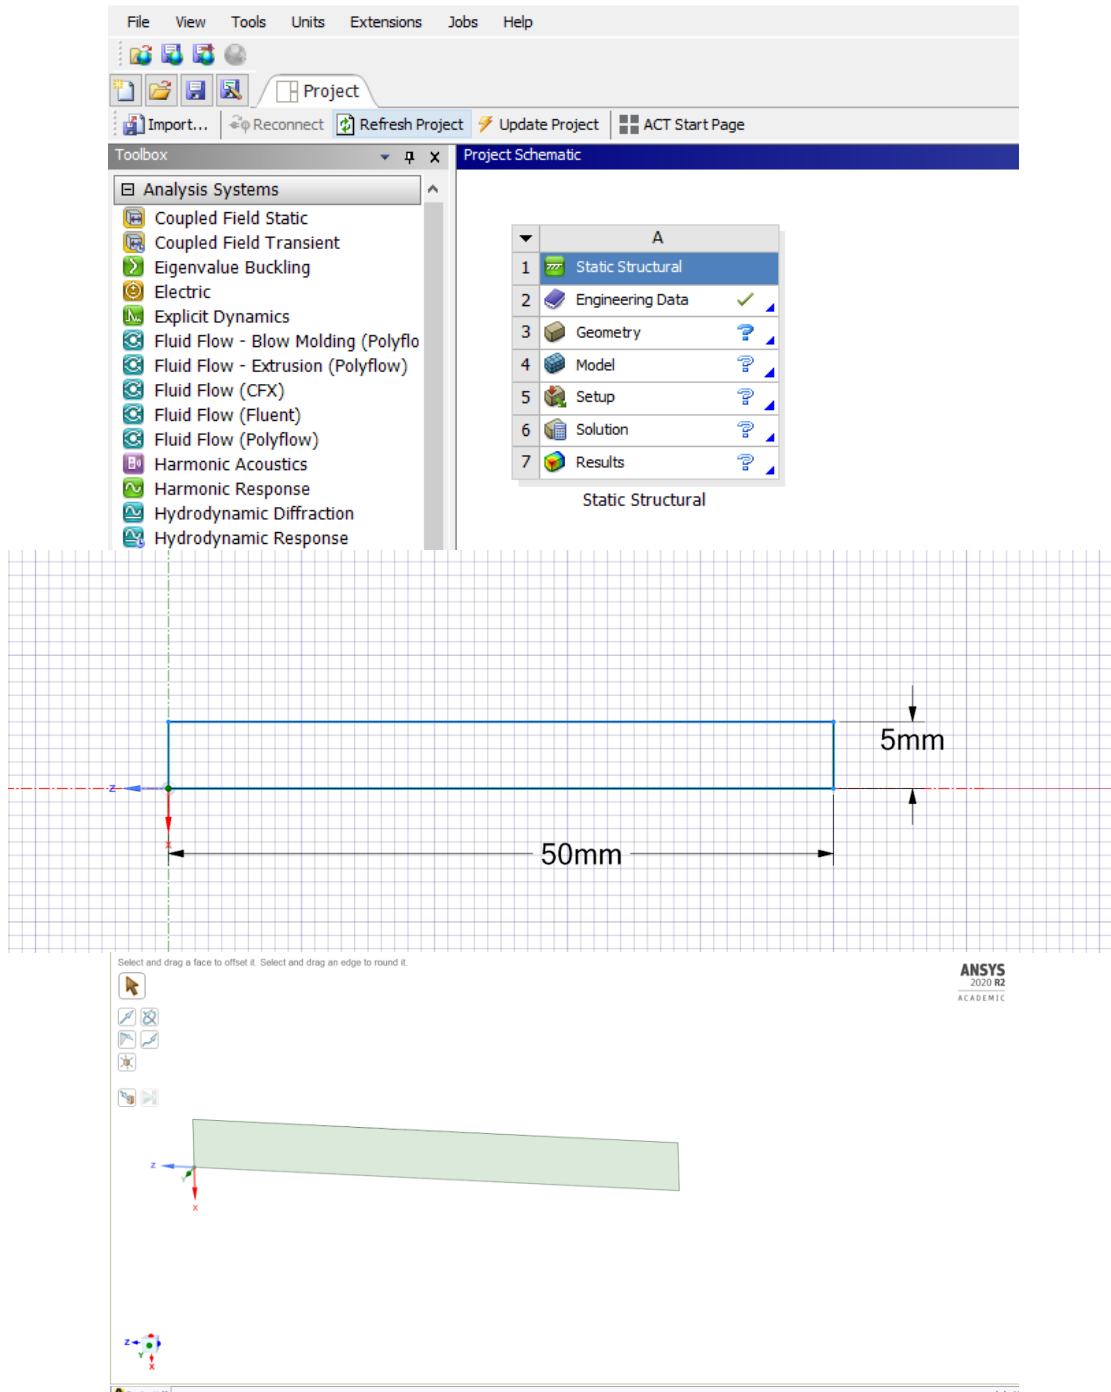 File View Tools Units Extensions Jobs Help
Project
Import... Reconnect Refresh Project Update Project ACT Start Page
Toolbox
Project Schematic
Analysis Systems
Coupled Field Static
Coupled Field Transient
Eigenvalue Buckling
Electric
Explicit Dynamics
Fluid Flow - Blow Molding (Polyflo
Fluid Flow - Extrusion (Polyflow)
Fluid Flow (CFX)
Fluid Flow (Fluent)
Fluid Flow (Polyflow)
Harmonic Acoustics
Harmonic Response
Hydrodynamic Diffraction
Hydrodynamic Response
A
1 Static Structural
2 Engineering Data
3 Geometry
4 Model
5 Setup
6 Solution
7 Results
Static Structural
5mm
Z
X
50mm
Select and drag a face to offset it. Select and drag an edge to round it.
ANSYS
2020 R2
ACADEMIC
Z
Y
X
Z
Y
X